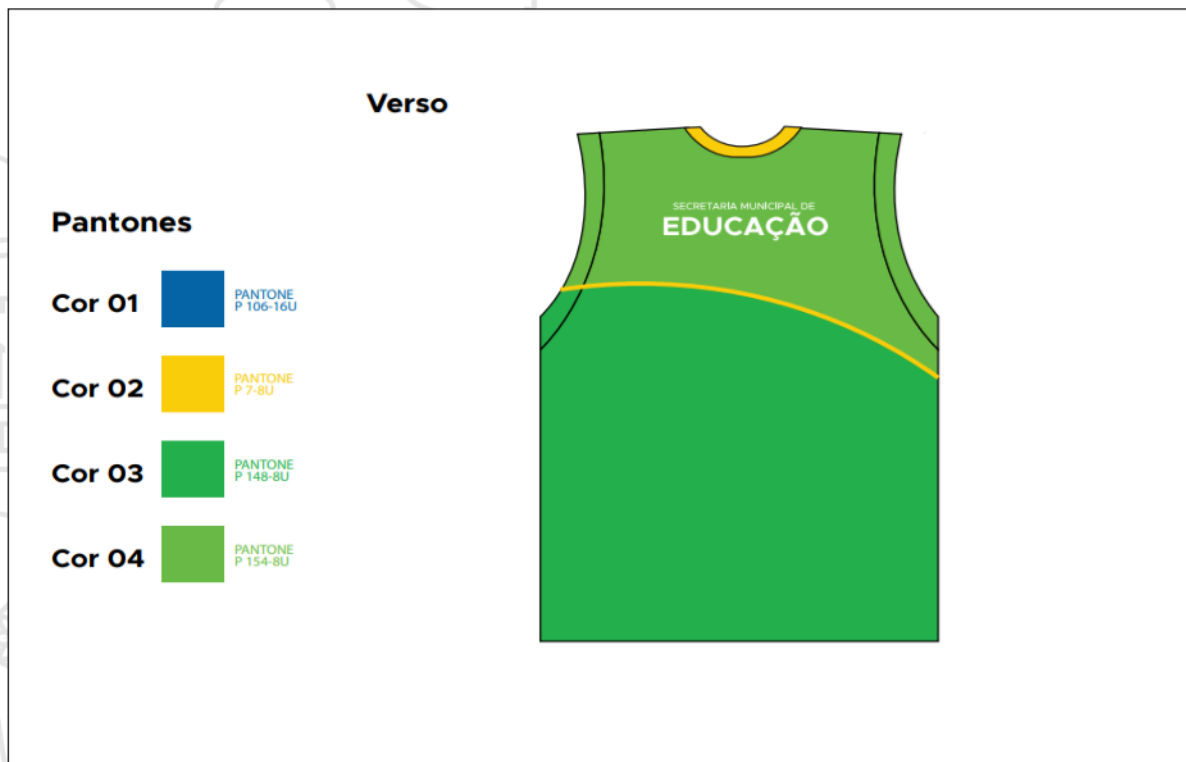 Verso
Pantones
Cor 01
PANTONE
P 106-16U
Cor 02
PANTONE
P 7-8U
Cor 03
PANTONE
P 148-8U
Cor 04
PANTONE
P 154-8U
SECRETARIA MUNICIPAL DE
EDUCAÇÃO